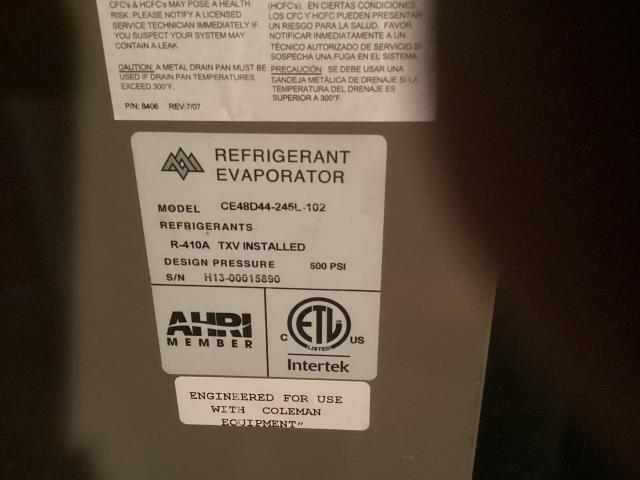 CFC's & HCFC's MAY POSE A HEALTH
RISK. PLEASE NOTIFY A LICENSED
SERVICE TECHNICIAN IMMEDIATELY IF
YOU SUSPECT YOUR SYSTEM MAY
CONTAIN A LEAK.
CAUTION: A METAL DRAIN PAN MUST BE
USED IF DRAIN PAN TEMPERATURES
EXCEED 300°F.
P/N: 8406 REV:7/07
(HCFC's). EN CIERTAS CONDICIONES
LOS CFC Y HCFC PUEDEN PRESENTAR
UN RIESGO PARA LA SALUD. FAVOR
NOTIFICAR INMEDIATAMENTE A UN
TÉCNICO AUTORIZADO DE SERVICIO SI
SOSPECHA UNA FUGA EN EL SISTEMA.
PRECAUCIÓN: SE DEBE USAR UNA
BANDEJA METÁLICA DE DRENAJE SI LA
TEMPERATURA DEL DRENAJE ES
SUPERIOR A 300°F.
REFRIGERANT
EVAPORATOR
MODEL CE48D44-245L-102
REFRIGERANTS
R-410A TXV INSTALLED
DESIGN PRESSURE 500 PSI
S/N H13-00015890
AHRI
MEMBER
C ETL US
LISTED
Intertek
ENGINEERED FOR USE
WITH COLEMAN
EQUIPMENT"